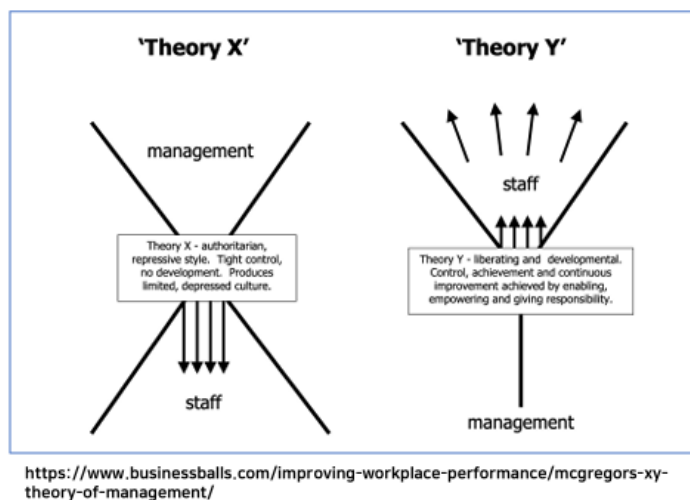 'Theory X'
'Theory Y'
management
Theory X - authoritarian,
repressive style. Tight control,
no development. Produces
limited, depressed culture.
staff
staff
Theory Y - liberating and developmental.
Control, achievement and continuous
improvement achieved by enabling,
empowering and giving responsibility.
management
https://www.businessballs.com/improving-workplace-performance/mcgregors-xy-
theory-of-management/